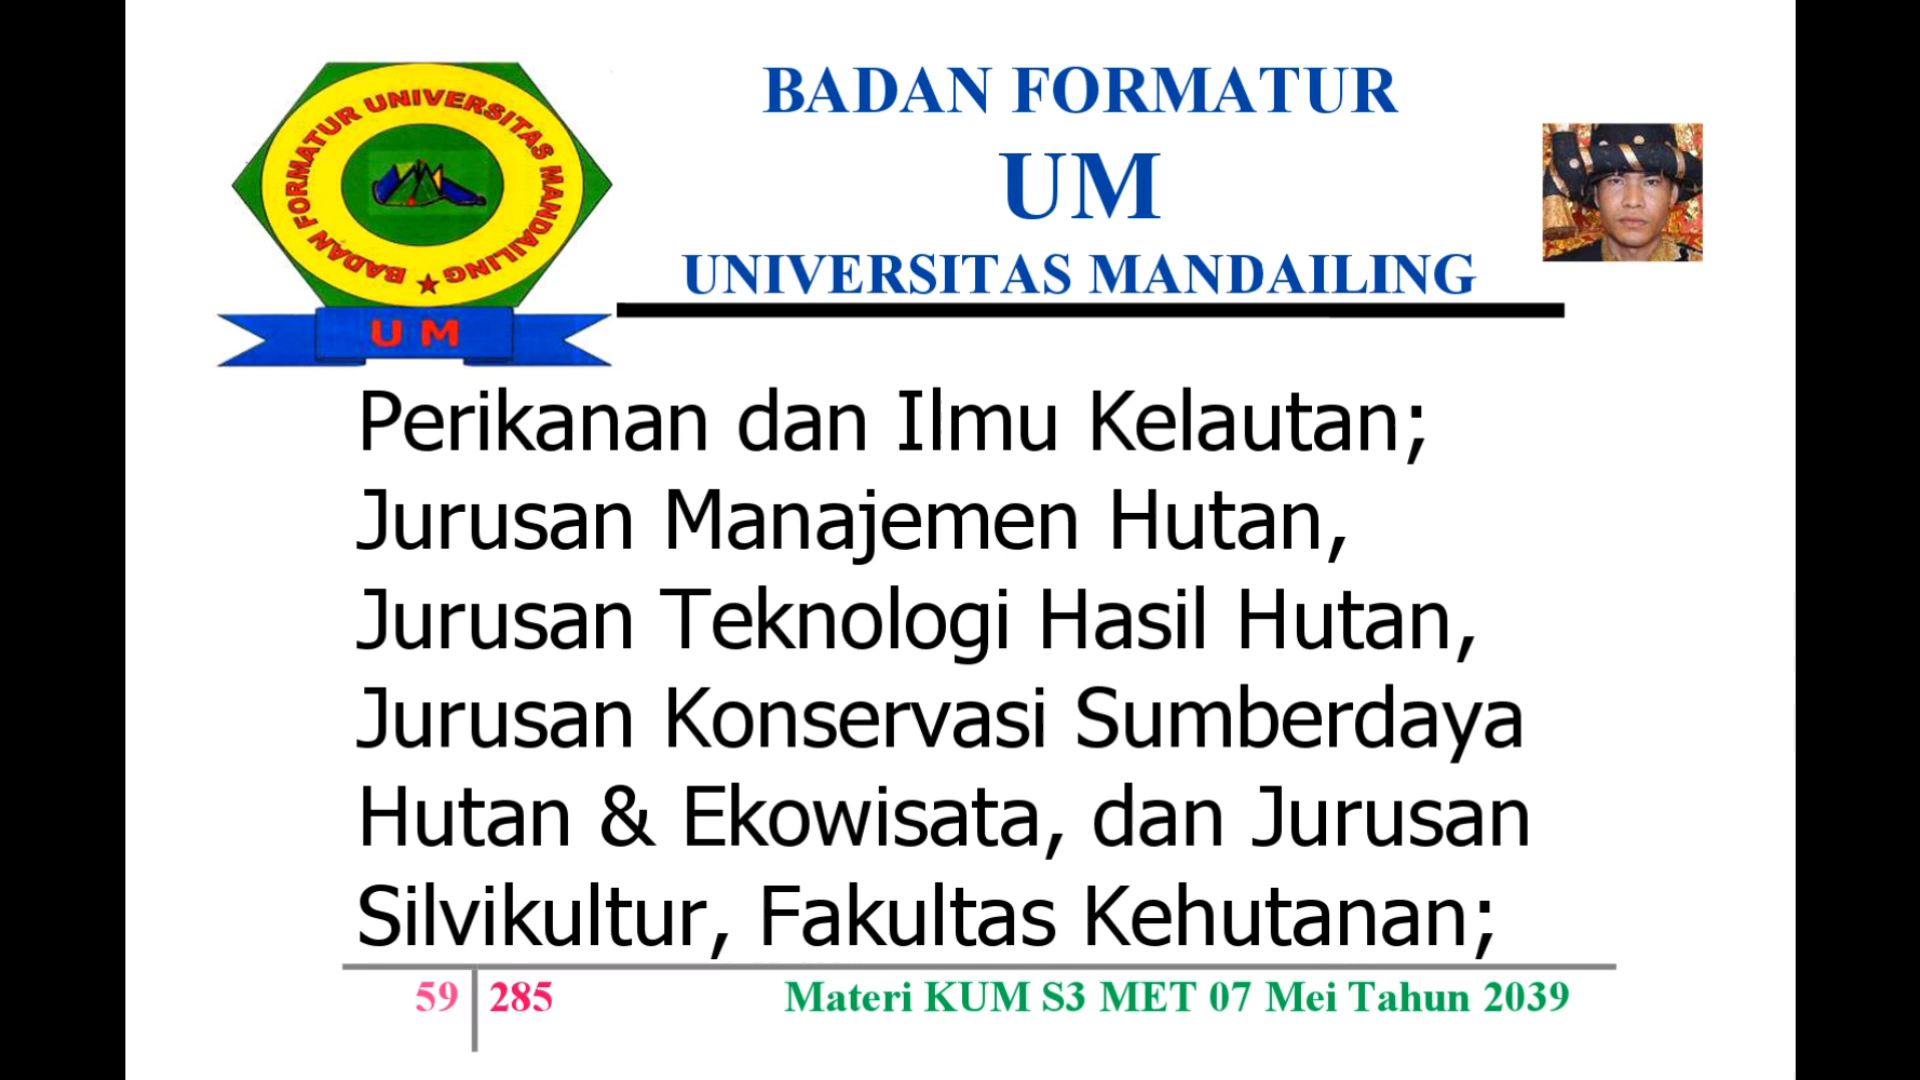 BADAN FORMATUR UNIVERSITAS MANDAILING
U M
BADAN FORMATUR
UM
UNIVERSITAS MANDAILING
Perikanan dan Ilmu Kelautan;
Jurusan Manajemen Hutan,
Jurusan Teknologi Hasil Hutan,
Jurusan Konservasi Sumberdaya
Hutan & Ekowisata, dan Jurusan
Silvikultur, Fakultas Kehutanan;
59 285 Materi KUM S3 MET 07 Mei Tahun 2039